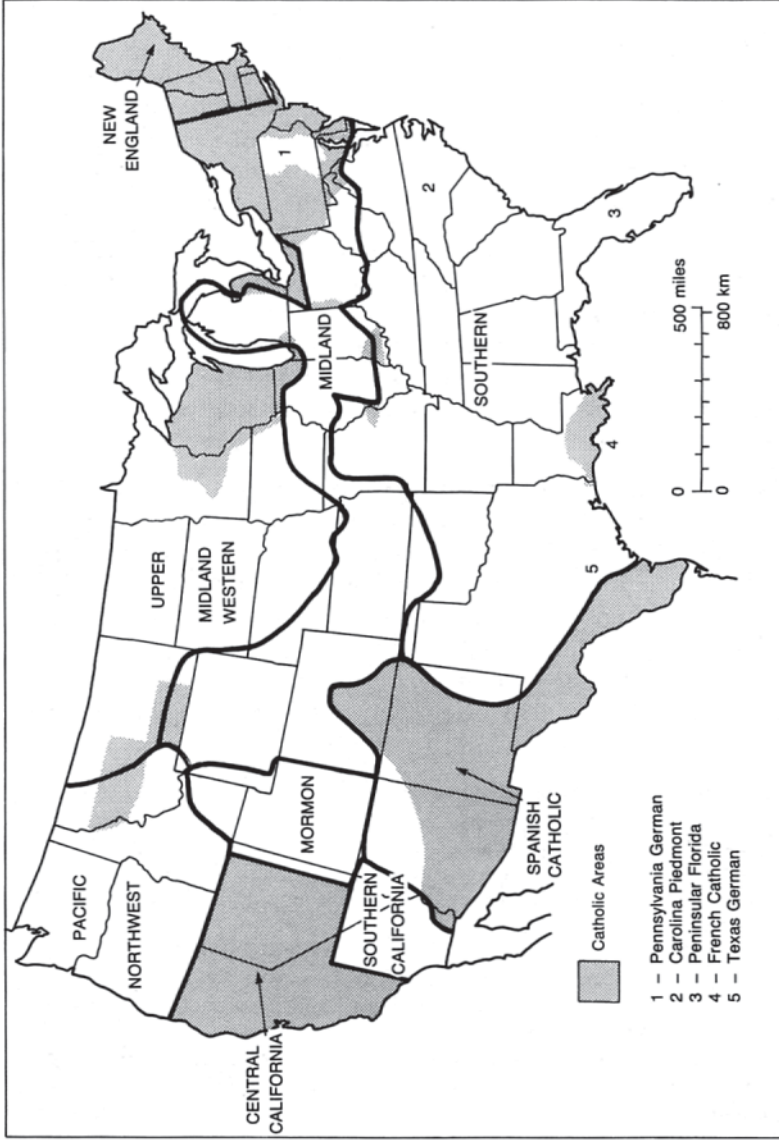 PACIFIC
NORTHWEST
UPPER
MIDLAND
WESTERN
NEW
ENGLAND
1
MIDLAND
2
SOUTHERN
3
4
5
MORMON
CENTRAL
CALIFORNIA
SOUTHERN
CALIFORNIA
SPANISH
CATHOLIC
0 500 miles
0 800 km
Catholic Areas
1 – Pennsylvania German
2 – Carolina Piedmont
3 – Peninsular Florida
4 – French Catholic
5 – Texas German